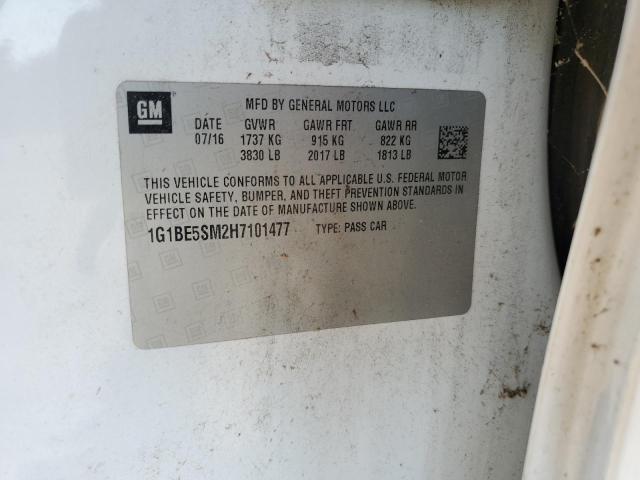 GM
MFD BY GENERAL MOTORS LLC
DATE GVWR GAWR FRT GAWR RR
07/16 1737 KG 915 KG 822 KG
3830 LB 2017 LB 1813 LB
THIS VEHICLE CONFORMS TO ALL APPLICABLE U.S. FEDERAL MOTOR
VEHICLE SAFETY, BUMPER, AND THEFT PREVENTION STANDARDS IN
EFFECT ON THE DATE OF MANUFACTURE SHOWN ABOVE.
1G1BE5SM2H7101477 TYPE: PASS CAR